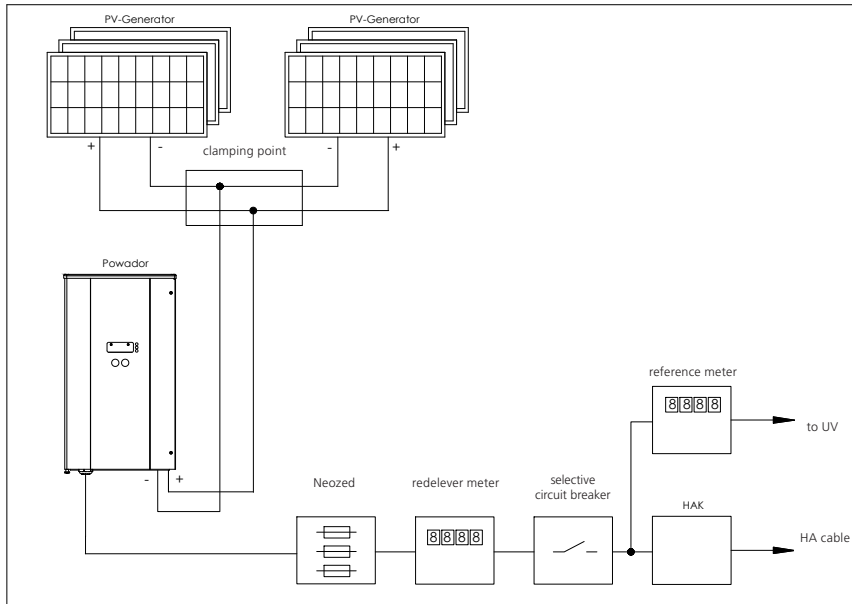 PV-Generator
PV-Generator
+
-
clamping point
-
+
Powador
reference meter
8888
to UV
-
+
Neozed
redelever meter
selective
circuit breaker
HAK
8888
HA cable